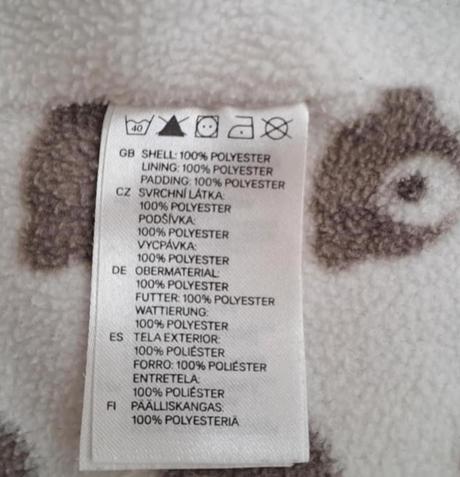 40
GB SHELL: 100% POLYESTER
LINING: 100% POLYESTER
PADDING: 100% POLYESTER
CZ SVRCHNÍ LÁTKA:
100% POLYESTER
PODŠÍVKA:
100% POLYESTER
VYCPÁVKA:
100% POLYESTER
DE OBERMATERIAL:
100% POLYESTER
FUTTER: 100% POLYESTER
WATTIERUNG:
100% POLYESTER
ES TELA EXTERIOR:
100% POLIÉSTER
FORRO: 100% POLIÉSTER
ENTRETELA:
100% POLIÉSTER
FI PÄÄLLISKANGAS:
100% POLYESTERIÄ